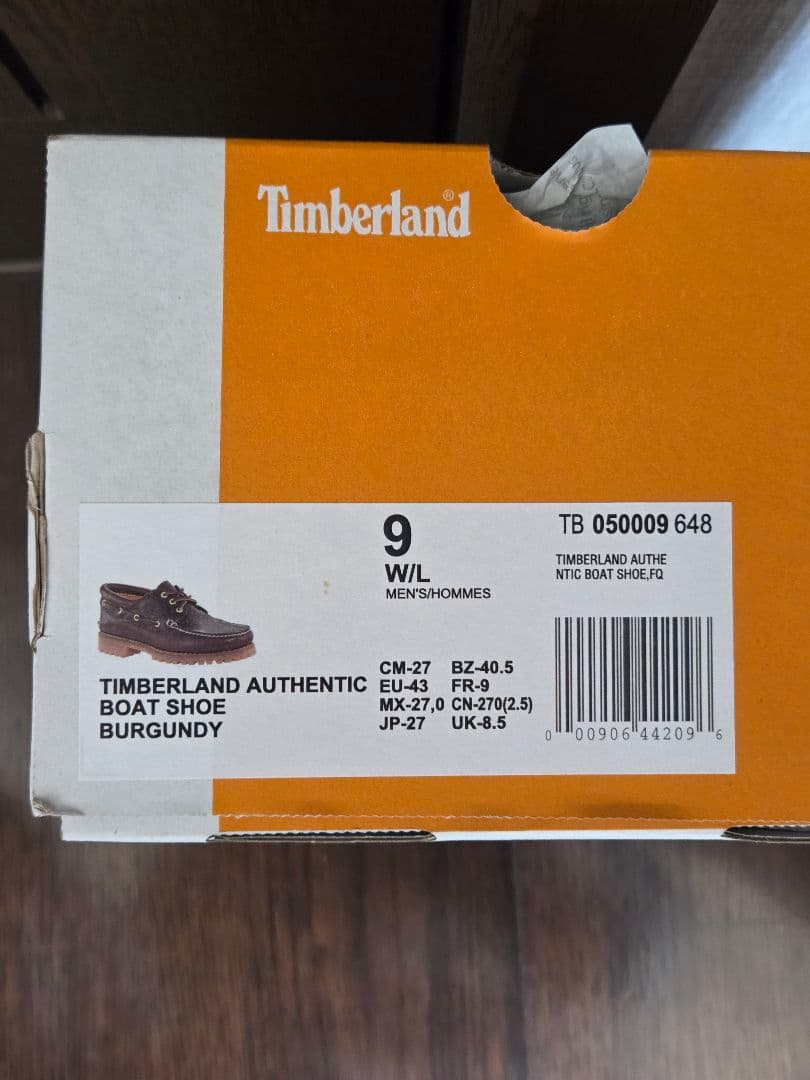 Timberland®
9
W/L
MEN'S/HOMMES
TB 050009 648
TIMBERLAND AUTHE
NTIC BOAT SHOE,FQ
TIMBERLAND AUTHENTIC
BOAT SHOE
BURGUNDY
CM-27 BZ-40.5
EU-43 FR-9
MX-27,0 CN-270(2.5)
JP-27 UK-8.5
0 00906 44209 6